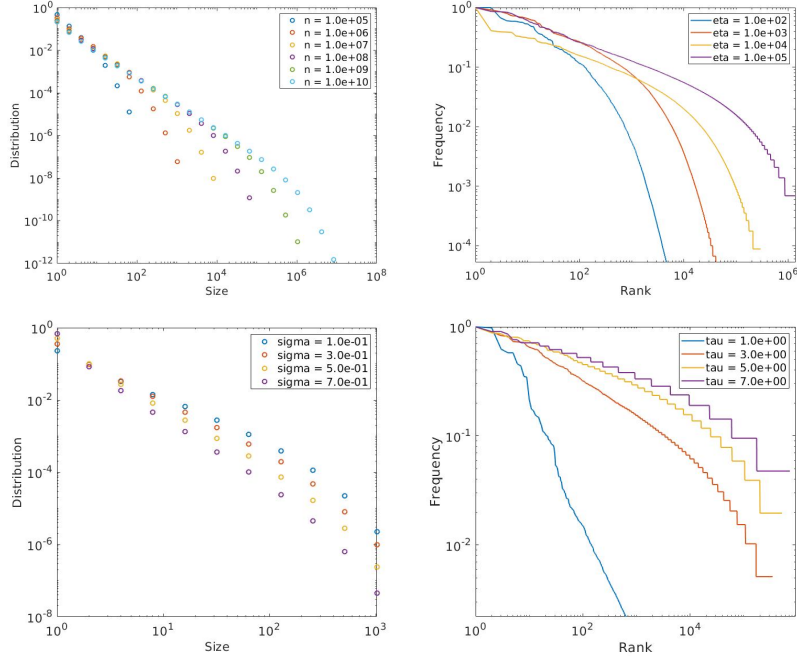 10^0
10^-2
10^-4
10^-6
10^-8
10^-10
10^-12
Distribution
10^0 10^2 10^4 10^6 10^8
Size
n = 1.0e+05
n = 1.0e+06
n = 1.0e+07
n = 1.0e+08
n = 1.0e+09
n = 1.0e+10
10^0
10^-1
10^-2
10^-3
10^-4
Frequency
10^0 10^2 10^4 10^6
Rank
eta = 1.0e+02
eta = 1.0e+03
eta = 1.0e+04
eta = 1.0e+05
10^0
10^-2
10^-4
10^-6
10^-8
Distribution
10^0 10^1 10^2 10^3
Size
sigma = 1.0e-01
sigma = 3.0e-01
sigma = 5.0e-01
sigma = 7.0e-01
10^0
10^-1
10^-2
Frequency
10^0 10^2 10^4
Rank
tau = 1.0e+00
tau = 3.0e+00
tau = 5.0e+00
tau = 7.0e+00